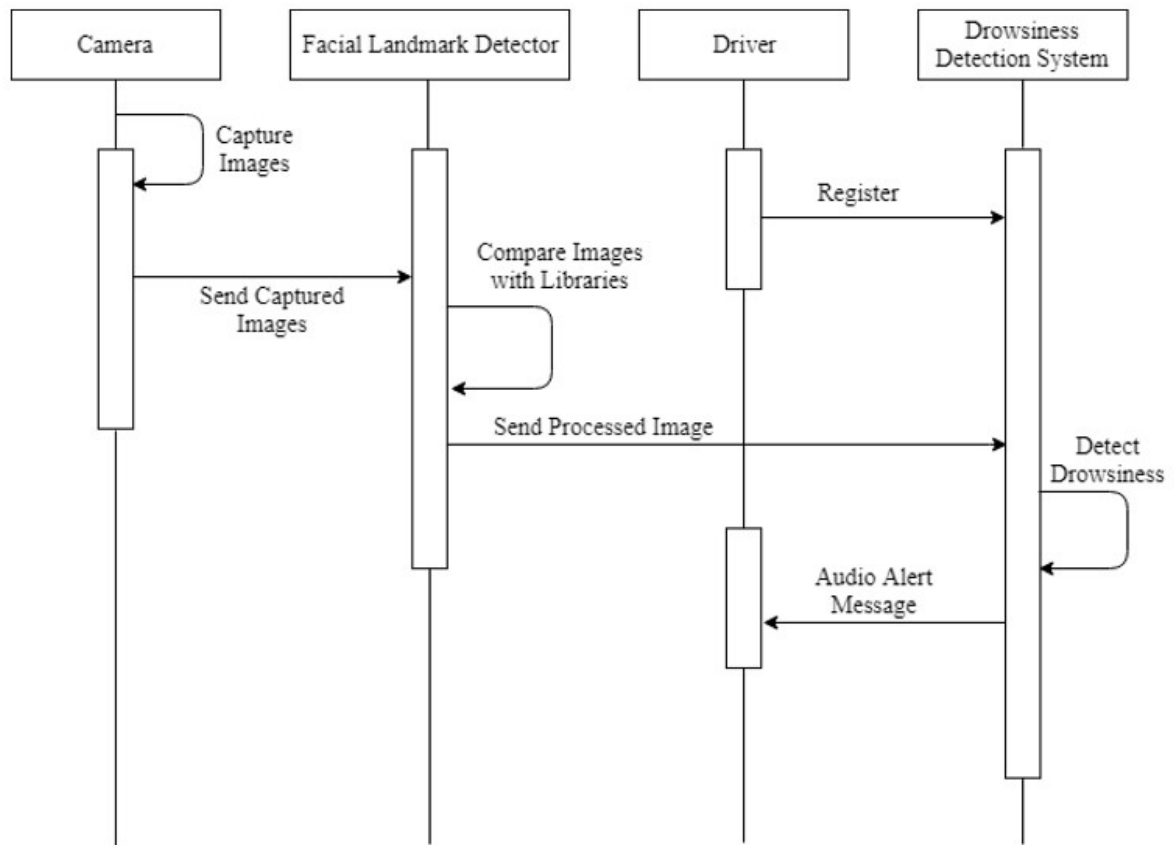 Camera
Facial Landmark Detector
Driver
Drowsiness
Detection System
Capture
Images
Register
Compare Images
with Libraries
Send Captured
Images
Send Processed Image
Detect
Drowsiness
Audio Alert
Message